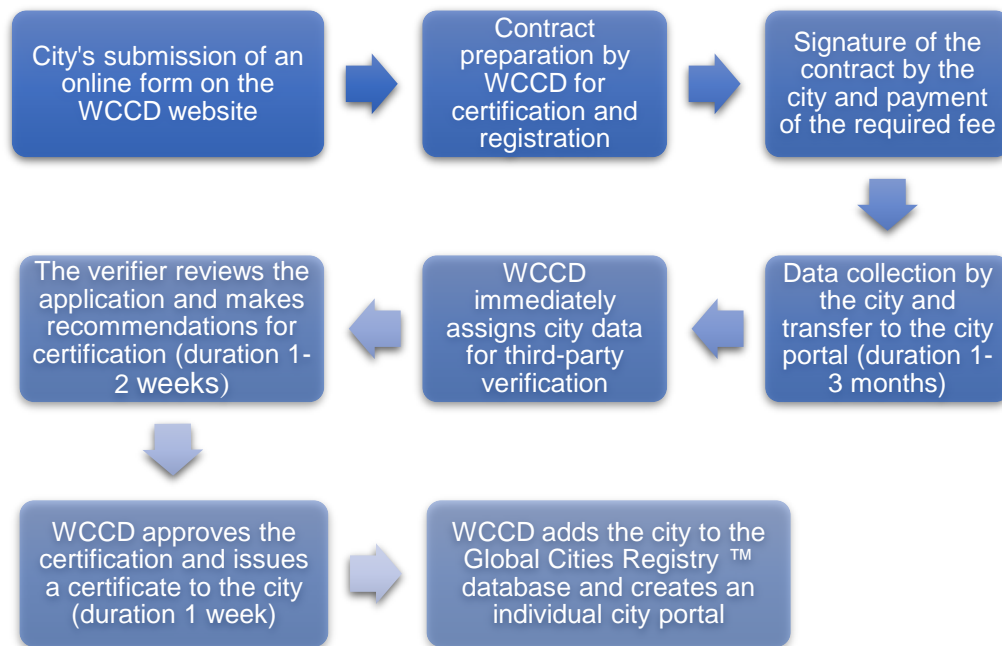 City's submission of an
online form on the
WCCD website
Contract
preparation by
WCCD for
certification and
registration
Signature of the
contract by the
city and payment
of the required fee
Data collection by
the city and
transfer to the city
portal (duration 1-
3 months)
WCCD
immediately
assigns city data
for third-party
verification
The verifier reviews the
application and makes
recommendations for
certification (duration 1-
2 weeks)
WCCD approves the
certification and issues
a certificate to the city
(duration 1 week)
WCCD adds the city to the
Global Cities Registry ™
database and creates an
individual city portal